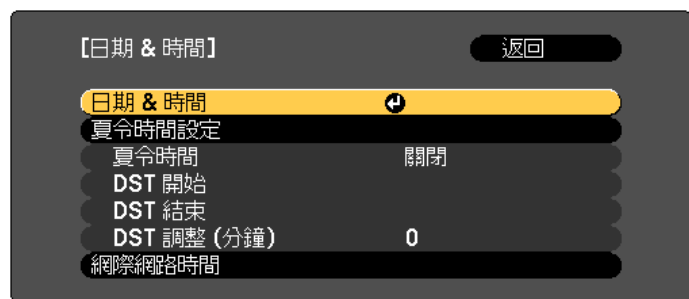 [日期 & 時間] 返回
日期 & 時間
夏令時間設定
夏令時間 關閉
DST 開始
DST 結束
DST 調整 (分鐘) 0
網際網路時間